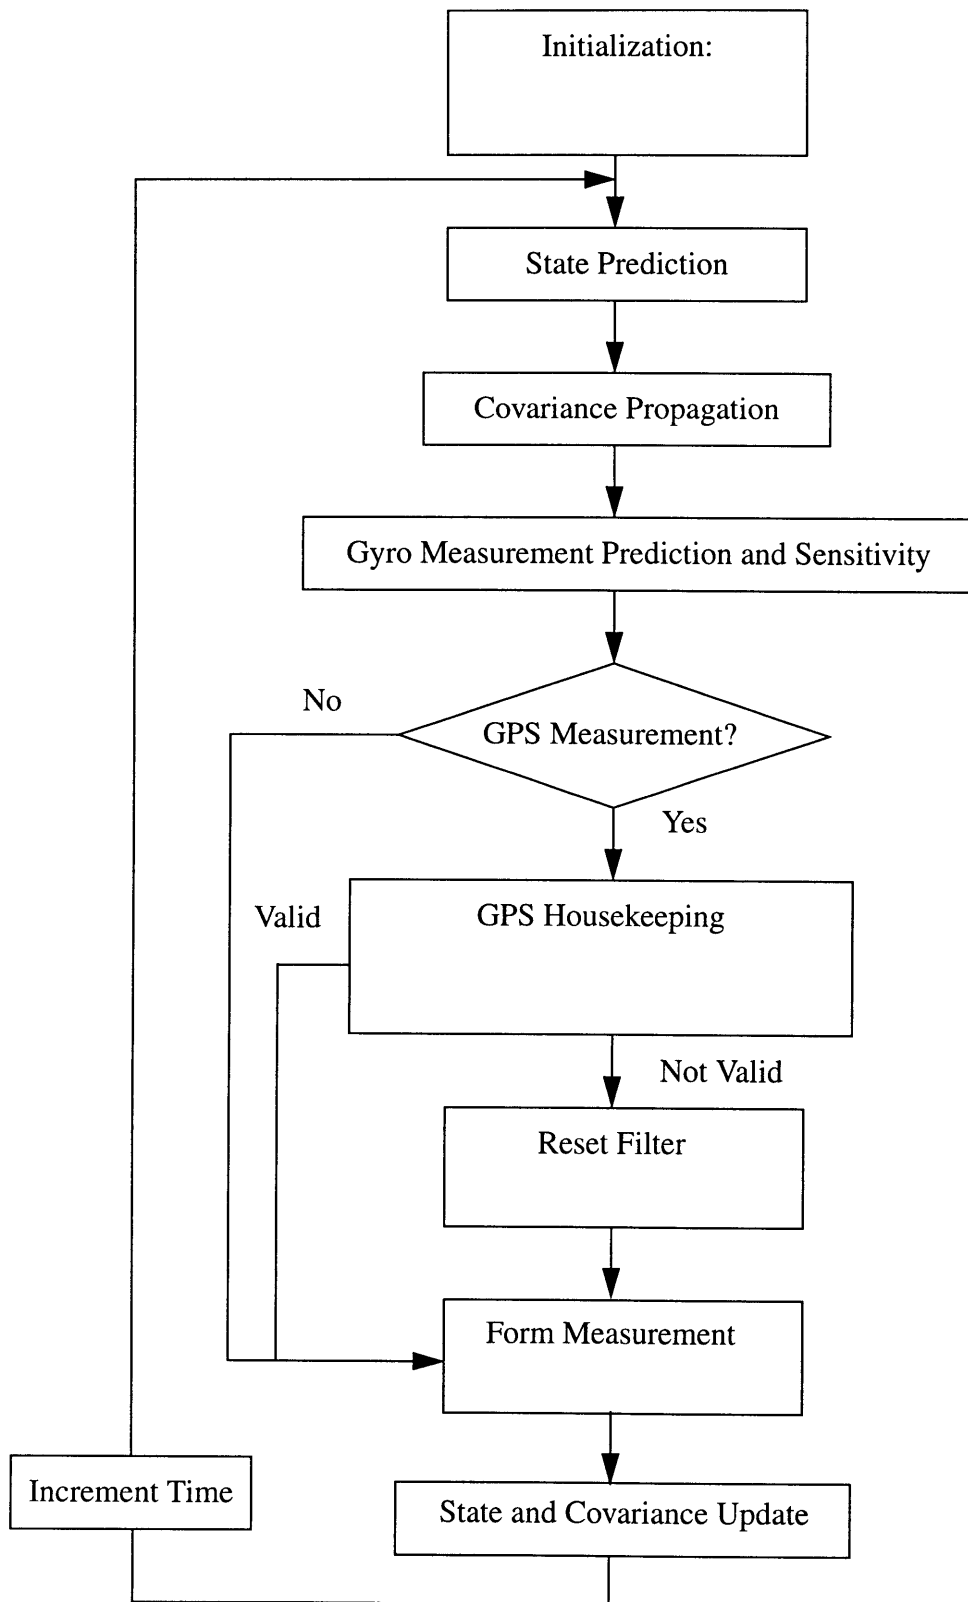 Initialization:
State Prediction
Covariance Propagation
Gyro Measurement Prediction and Sensitivity
No
GPS Measurement?
Yes
Valid
GPS Housekeeping
Not Valid
Reset Filter
Form Measurement
Increment Time
State and Covariance Update